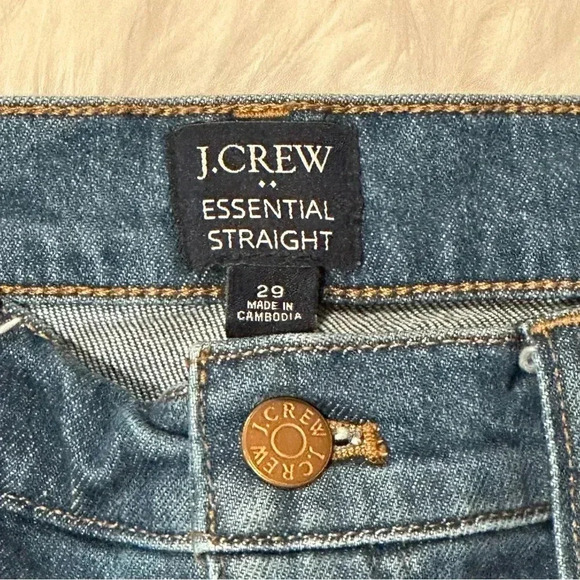 J.CREW
ESSENTIAL
STRAIGHT
29
MADE IN
CAMBODIA
J.CREW J.CREW